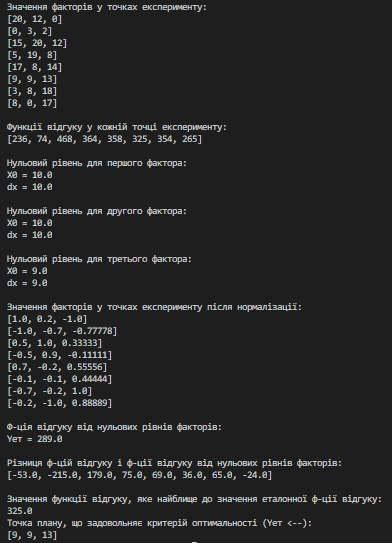 Значення факторів у точках експерименту:
[20, 12, 0]
[0, 3, 2]
[15, 20, 12]
[5, 19, 8]
[17, 8, 14]
[9, 9, 13]
[3, 8, 18]
[8, 0, 17]
Функції відгуку у кожній точці експерименту:
[236, 74, 468, 364, 358, 325, 354, 265]
Нульовий рівень для першого фактора:
X0 = 10.0
dx = 10.0
Нульовий рівень для другого фактора:
X0 = 10.0
dx = 10.0
Нульовий рівень для третього фактора:
X0 = 9.0
dx = 9.0
Значення факторів у точках експерименту після нормалізації:
[1.0, 0.2, -1.0]
[-1.0, -0.7, -0.77778]
[0.5, 1.0, 0.33333]
[-0.5, 0.9, -0.11111]
[0.7, -0.2, 0.55556]
[-0.1, -0.1, 0.44444]
[-0.7, -0.2, 1.0]
[-0.2, -1.0, 0.88889]
Ф-ція відгуку від нульових рівнів факторів:
Yет = 289.0
Різниця ф-цій відгуку і ф-ції відгуку від нульових рівнів факторів:
[-53.0, -215.0, 179.0, 75.0, 69.0, 36.0, 65.0, -24.0]
Значення функції відгуку, яке найближе до значення еталонної ф-ції відгуку:
325.0
Точка плану, що задовольняє критерій оптимальності (Yет <--):
[9, 9, 13]